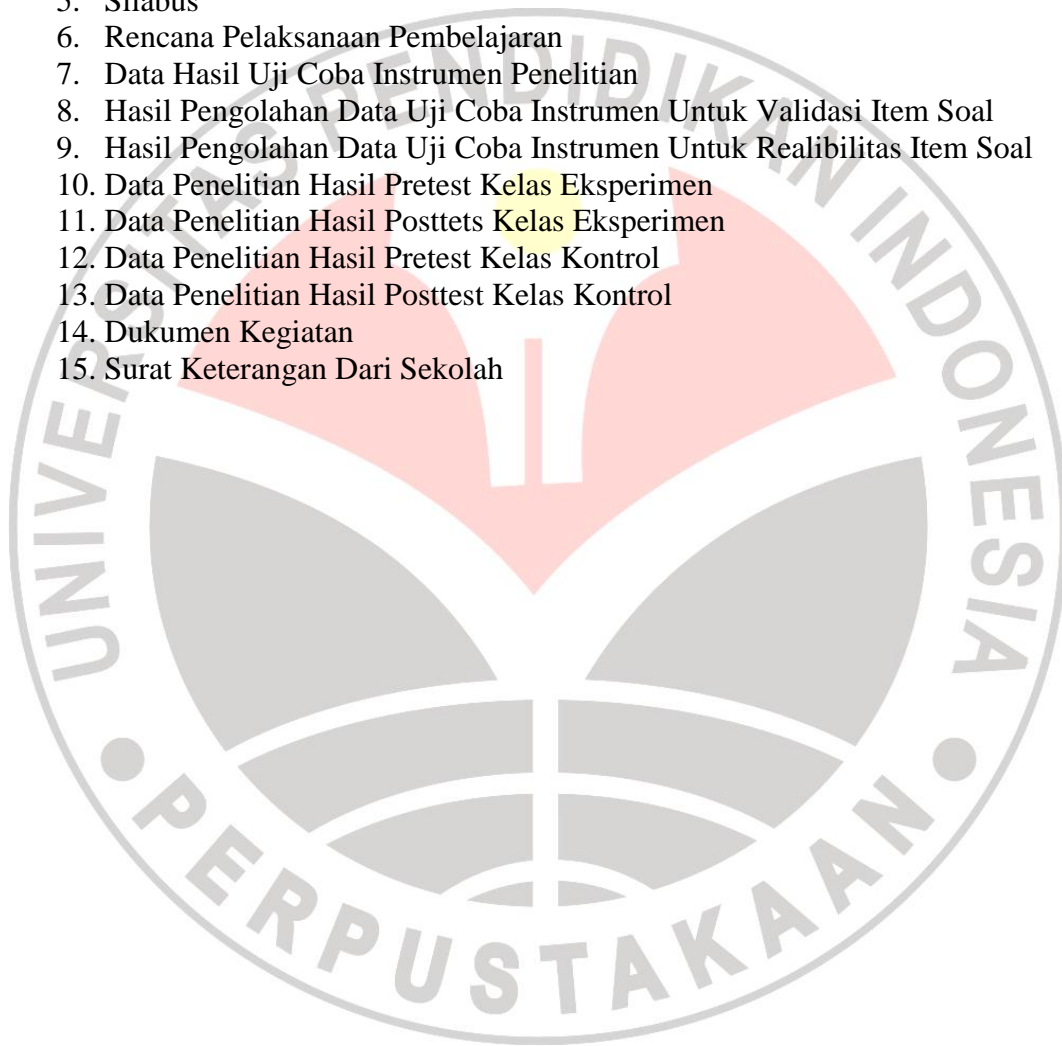 5. Silabus
6. Rencana Pelaksanaan Pembelajaran
7. Data Hasil Uji Coba Instrumen Penelitian
8. Hasil Pengolahan Data Uji Coba Instrumen Untuk Validasi Item Soal
9. Hasil Pengolahan Data Uji Coba Instrumen Untuk Realibilitas Item Soal
10. Data Penelitian Hasil Pretest Kelas Eksperimen
11. Data Penelitian Hasil Posttets Kelas Eksperimen
12. Data Penelitian Hasil Pretest Kelas Kontrol
13. Data Penelitian Hasil Posttest Kelas Kontrol
14. Dukumen Kegiatan
15. Surat Keterangan Dari Sekolah
UNIVERSITAS PENDIDIKAN INDONESIA
PERPUSTAKAAN